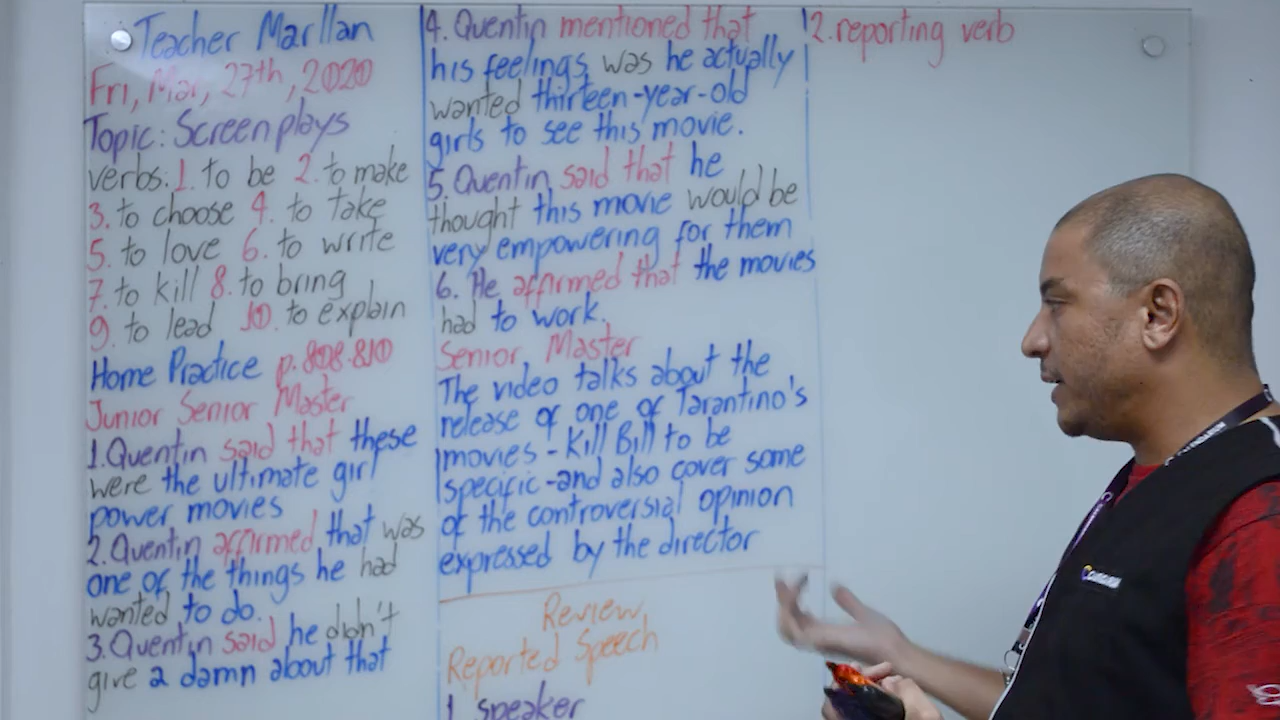 Teacher Marllan
Fri, Mar, 27th, 2020
Topic: Screenplays
verbs: 1. to be 2. to make
3. to choose 4. to take
5. to love 6. to write
7. to kill 8. to bring
9. to lead 10. to explain
Home Practice p. 808-810
Junior Senior Master
1. Quentin said that these
were the ultimate girl
power movies
2. Quentin affirmed that was
one of the things he had
wanted to do.
3. Quentin said he didn't
give a damn about that
4. Quentin mentioned that
his feelings was he actually
wanted thirteen-year-old
girls to see this movie.
5. Quentin said that he
thought this movie would be
very empowering for them
6. He affirmed that the movies
had to work.
Senior Master
The video talks about the
release of one of Tarantino's
movies - Kill Bill to be
specific - and also cover some
of the controversial opinion
expressed by the director
Review
Reported Speech
1. speaker
2. reporting verb